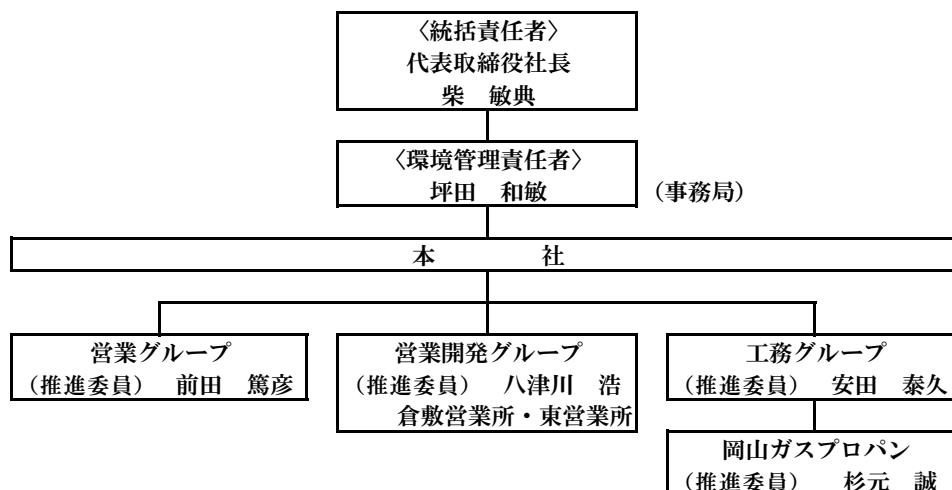 〈統括責任者〉
代表取締役社長
柴　敏典
〈環境管理責任者〉
坪田　和敏
（事務局）
本　　　　社
営業グループ
（推進委員）　前田　篤彦
営業開発グループ
（推進委員）　八津川　浩
倉敷営業所・東営業所
工務グループ
（推進委員）　安田　泰久
岡山ガスプロパン
（推進委員）　杉元　誠